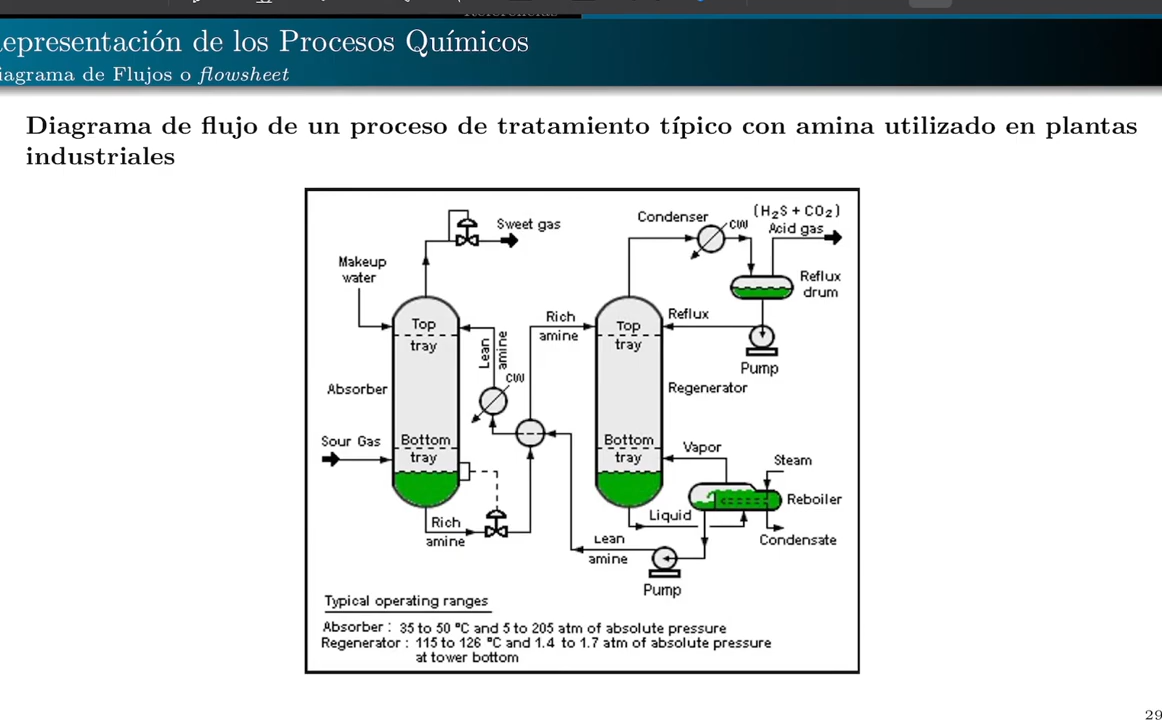 epresentación de los Procesos Químicos
iagrama de Flujos o flowsheet
Diagrama de flujo de un proceso de tratamiento típico con amina utilizado en plantas
industriales
Sweet gas
Makeup
water
Top
tray
Absorber
Sour Gas
Bottom
tray
Rich
amine
Lean
amine
CW
Rich
amine
Condenser
CW
(H₂S + CO₂)
Acid gas
Reflux
drum
Reflux
Pump
Top
tray
Regenerator
Bottom
tray
Vapor
Steam
Reboiler
Liquid
Condensate
Lean
amine
Pump
Typical operating ranges
Absorber : 35 to 50 °C and 5 to 205 atm of absolute pressure
Regenerator : 115 to 126 °C and 1.4 to 1.7 atm of absolute pressure
at tower bottom
29